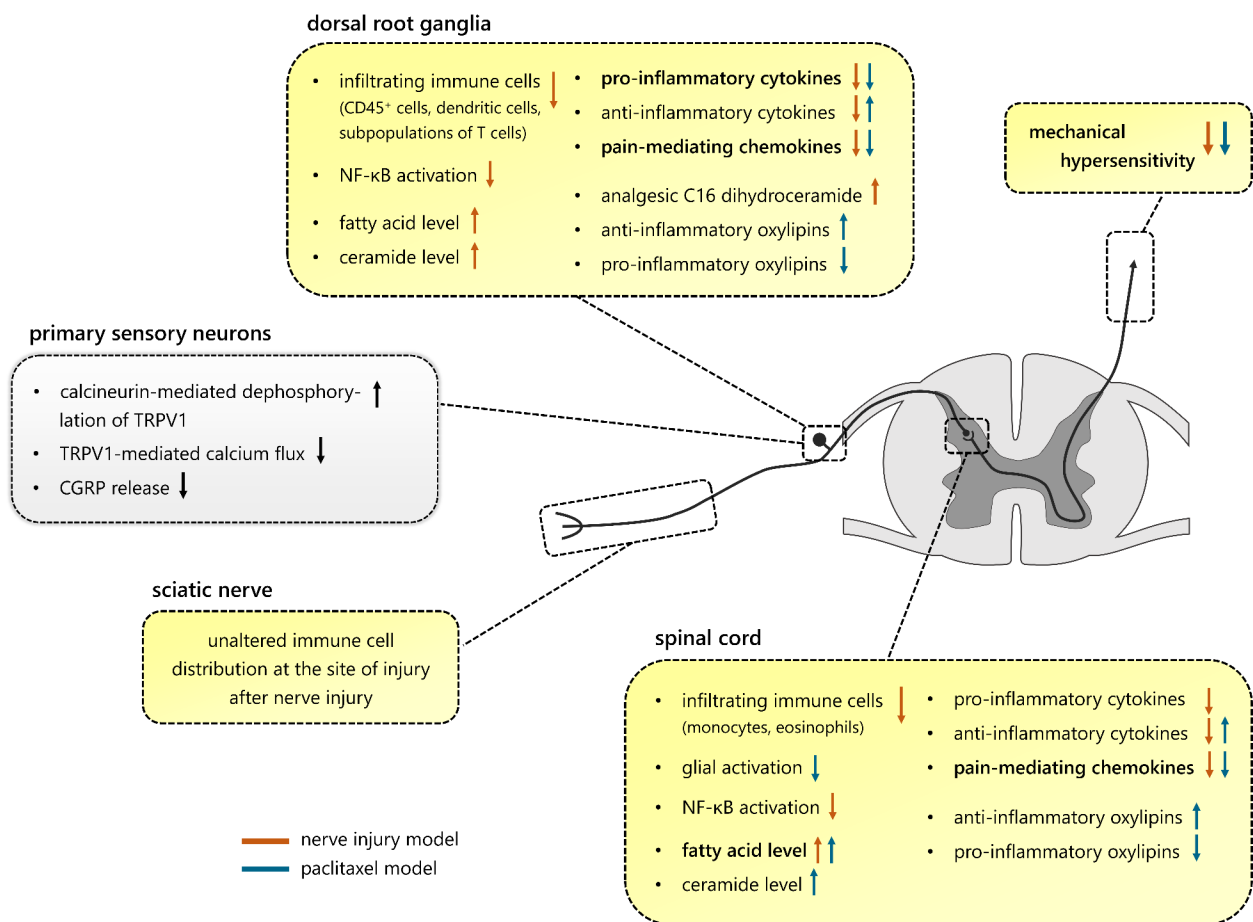 dorsal root ganglia
• infiltrating immune cells ↓
(CD45⁺ cells, dendritic cells,
subpopulations of T cells)
• NF-κB activation ↓
• fatty acid level ↑
• ceramide level ↑
• pro-inflammatory cytokines ↓↓
• anti-inflammatory cytokines ↓↑
• pain-mediating chemokines ↓↓
• analgesic C16 dihydroceramide ↑
• anti-inflammatory oxylipins ↑
• pro-inflammatory oxylipins ↓
mechanical
hypersensitivity ↓↓
primary sensory neurons
• calcineurin-mediated dephosphory- ↑
lation of TRPV1
• TRPV1-mediated calcium flux ↓
• CGRP release ↓
sciatic nerve
unaltered immune cell
distribution at the site of injury
after nerve injury
spinal cord
• infiltrating immune cells ↓
(monocytes, eosinophils)
• glial activation ↓
• NF-κB activation ↓
• fatty acid level ↑↑
• ceramide level ↑
• pro-inflammatory cytokines ↓
• anti-inflammatory cytokines ↓↑
• pain-mediating chemokines ↓↓
• anti-inflammatory oxylipins ↑
• pro-inflammatory oxylipins ↓
nerve injury model
paclitaxel model